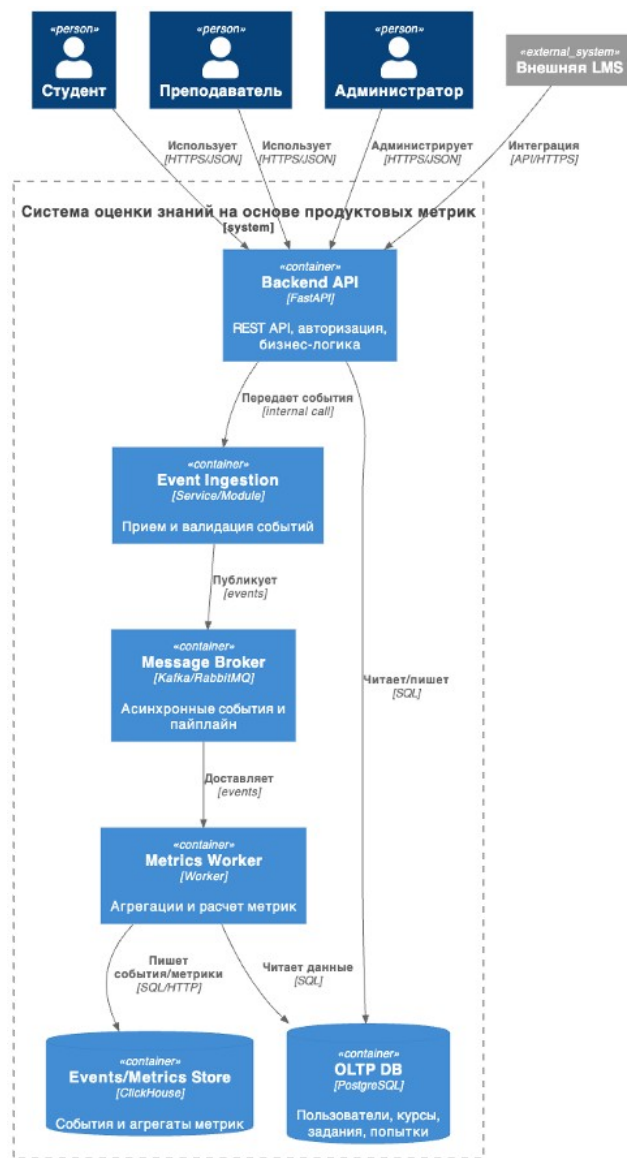 «person»
Студент
«person»
Преподаватель
«person»
Администратор
«external_system»
Внешняя LMS
Использует
[HTTPS/JSON]
Использует
[HTTPS/JSON]
Администрирует
[HTTPS/JSON]
Интеграция
[API/HTTPS]
Система оценки знаний на основе продуктовых метрик
[system]
«container»
Backend API
[FastAPI]
REST API, авторизация,
бизнес-логика
Передает события
[internal call]
«container»
Event Ingestion
[Service/Module]
Прием и валидация событий
Публикует
[events]
«container»
Message Broker
[Kafka/RabbitMQ]
Асинхронные события и
пайплайн
Читает/пишет
[SQL]
Доставляет
[events]
«container»
Metrics Worker
[Worker]
Агрегации и расчет метрик
Пишет
события/метрики
[SQL/HTTP]
Читает данные
[SQL]
«container»
Events/Metrics Store
[ClickHouse]
События и агрегаты метрик
«container»
OLTP DB
[PostgreSQL]
Пользователи, курсы,
задания, попытки